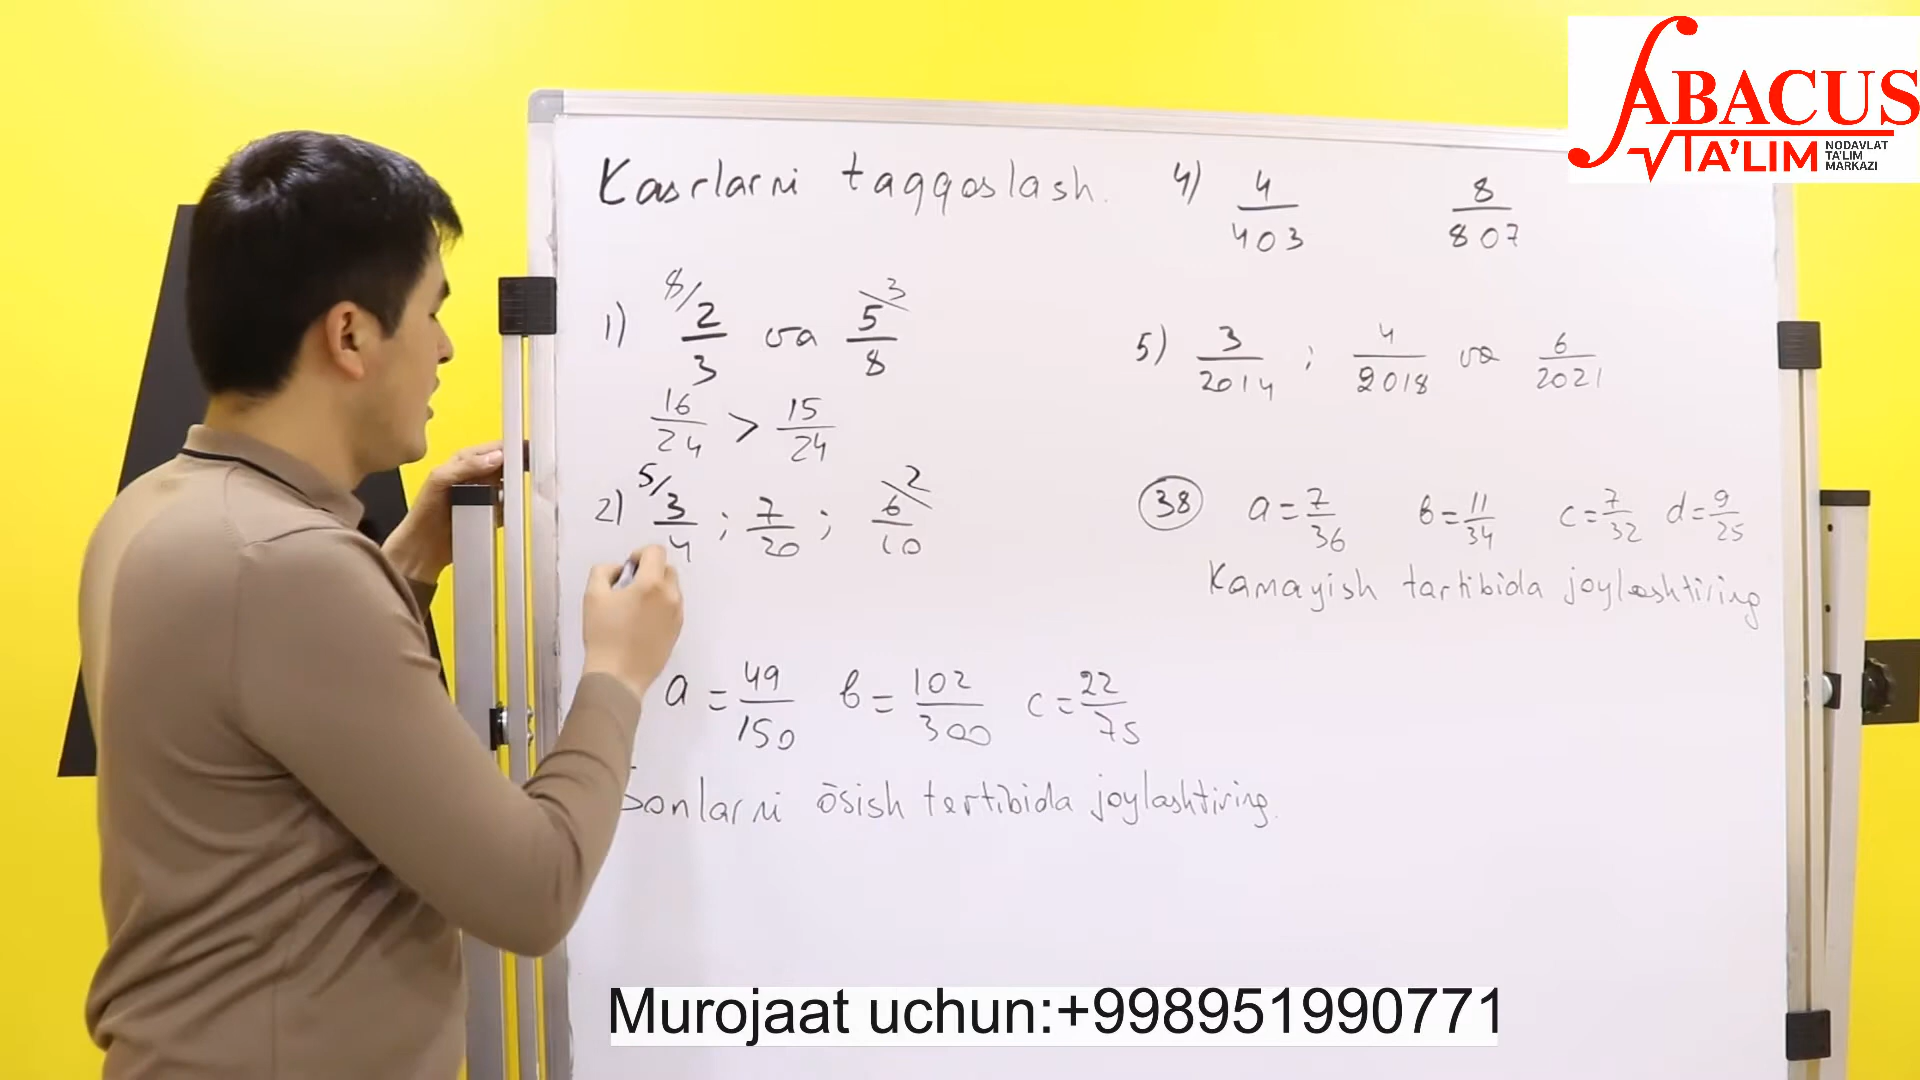 ABACUS
TA'LIM NODAVLAT TA'LIM MARKAZI
Kasrlarni taqqoslash.
1) 8/ 2/3 va 5/8 \3
16/24 > 15/24
2) 5/ 3/4 ; 7/20 ; 6/10 \2
a = 49/150 b = 102/300 c = 22/75
Sonlarni ōsish tartibida joylashtiring.
4) 4/403 8/807
5) 3/2014 ; 4/2018 va 6/2021
38 a = 7/36 b = 11/34 c = 7/32 d = 9/25
Kamayish tartibida joylashtiring
Murojaat uchun:+998951990771